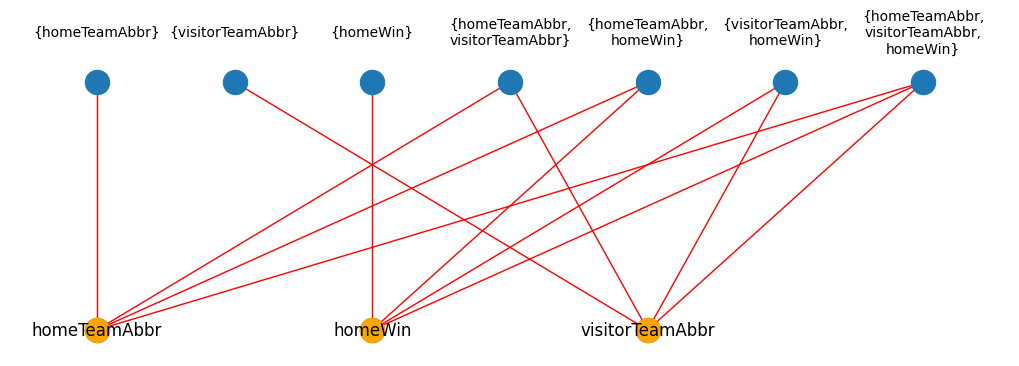 {homeTeamAbbr}
{visitorTeamAbbr}
{homeWin}
{homeTeamAbbr,
visitorTeamAbbr}
{homeTeamAbbr,
homeWin}
{visitorTeamAbbr,
homeWin}
{homeTeamAbbr,
visitorTeamAbbr,
homeWin}
homeTeamAbbr
homeWin
visitorTeamAbbr